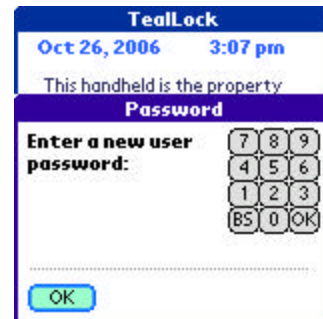 TealLock
Oct 26, 2006 3:07 pm
This handheld is the property
Password
Enter a new user
password:
7 8 9
4 5 6
1 2 3
BS 0 OK
OK